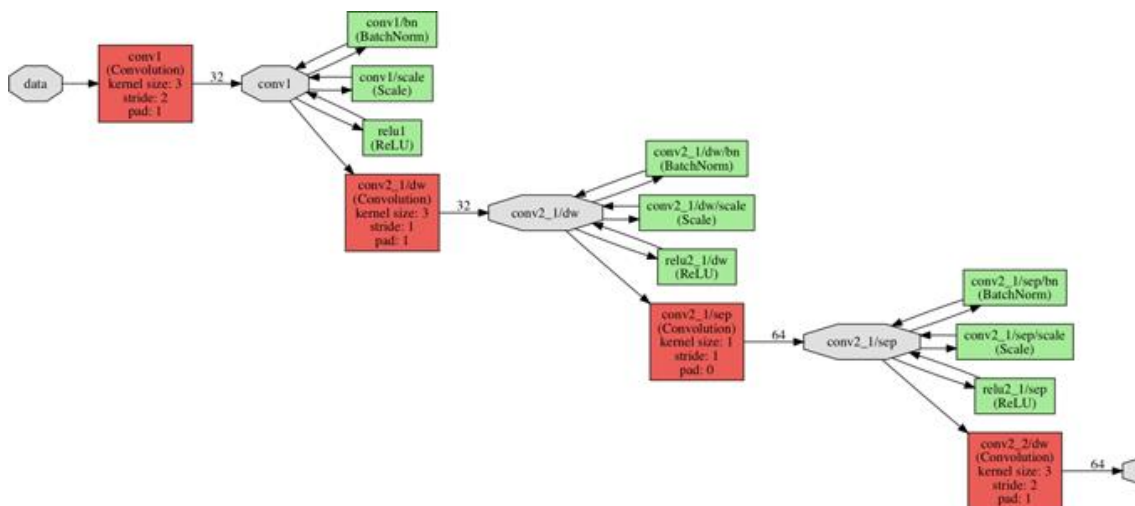 data
conv1
(Convolution)
kernel size: 3
stride: 2
pad: 1
32
conv1
conv1/bn
(BatchNorm)
conv1/scale
(Scale)
relu1
(ReLU)
conv2_1/dw
(Convolution)
kernel size: 3
stride: 1
pad: 1
32
conv2_1/dw
conv2_1/dw/bn
(BatchNorm)
conv2_1/dw/scale
(Scale)
relu2_1/dw
(ReLU)
conv2_1/sep
(Convolution)
kernel size: 1
stride: 1
pad: 0
64
conv2_1/sep
conv2_1/sep/bn
(BatchNorm)
conv2_1/sep/scale
(Scale)
relu2_1/sep
(ReLU)
conv2_2/dw
(Convolution)
kernel size: 3
stride: 2
pad: 1
64